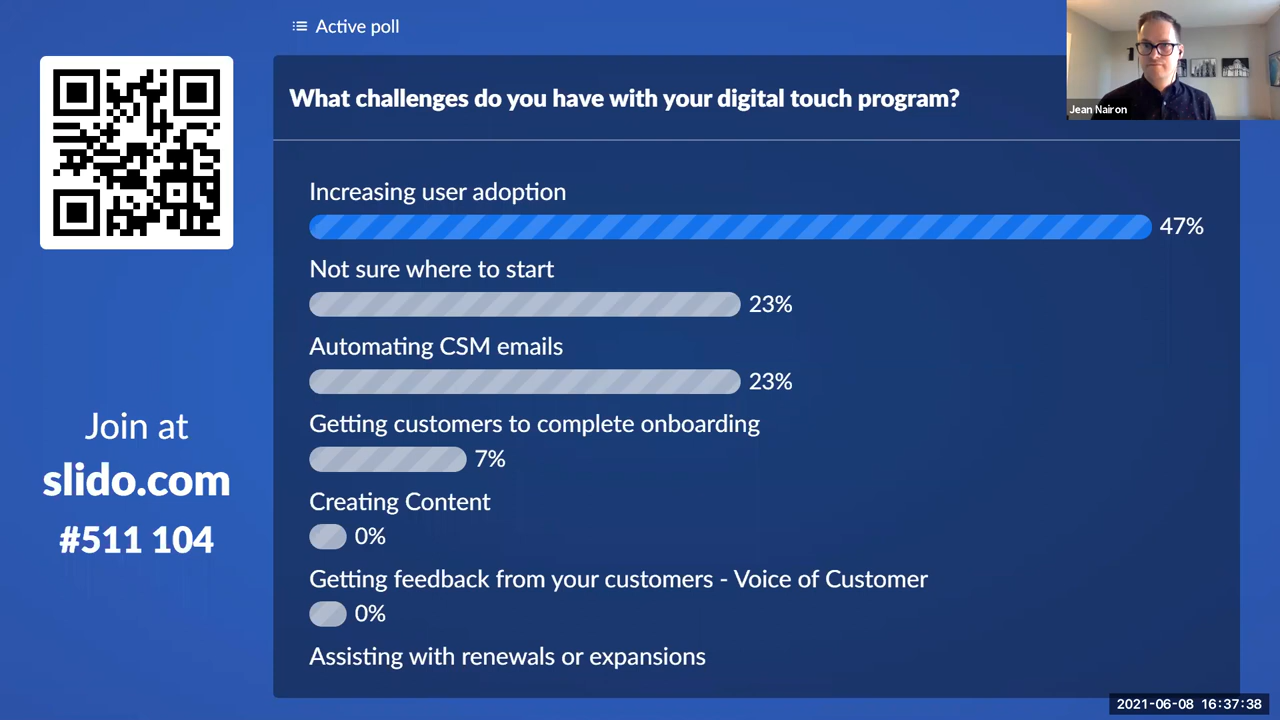 Active poll
What challenges do you have with your digital touch program?
Jean Nairon
Increasing user adoption
47%
Not sure where to start
23%
Automating CSM emails
23%
Getting customers to complete onboarding
7%
Creating Content
0%
Getting feedback from your customers - Voice of Customer
0%
Assisting with renewals or expansions
Join at
slido.com
#511 104
2021-06-08 16:37:38